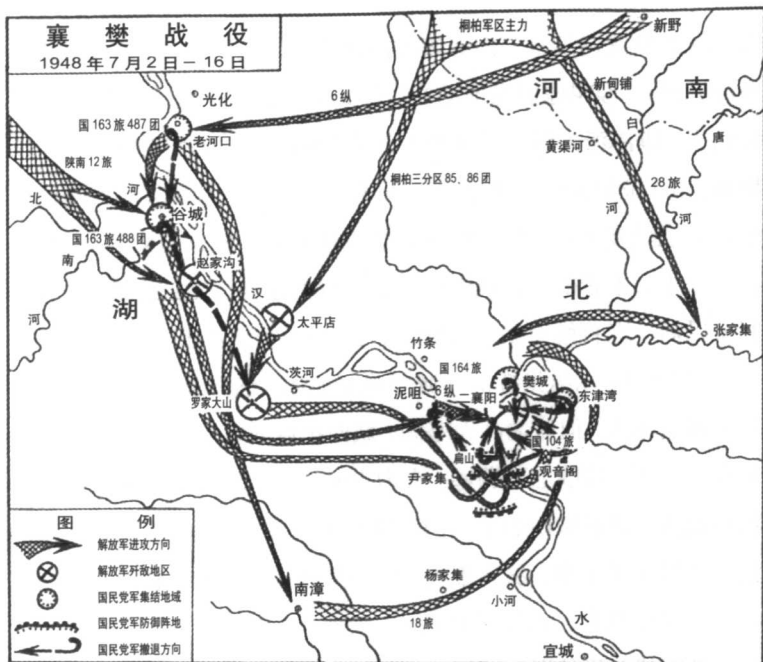 襄樊战役
1948年7月2日－16日
桐柏军区主力
新野
河
南
光化
6纵
新甸铺
国163旅487团
老河口
白
唐
黄渠河
陕南12旅
桐柏三分区85、86团
28旅
北
河
谷城
河
河
国163旅488团
南
赵家沟
汉
北
湖
河
太平店
张家集
竹条
茨河
国164旅
樊城
罗家大山
泥咀
6纵
襄阳
东津湾
国104旅
扁山
尹家集
观音阁
图例
解放军进攻方向
解放军歼敌地区
国民党军集结地域
国民党军防御阵地
国民党军撤退方向
南漳
杨家集
小河
水
18旅
宜城